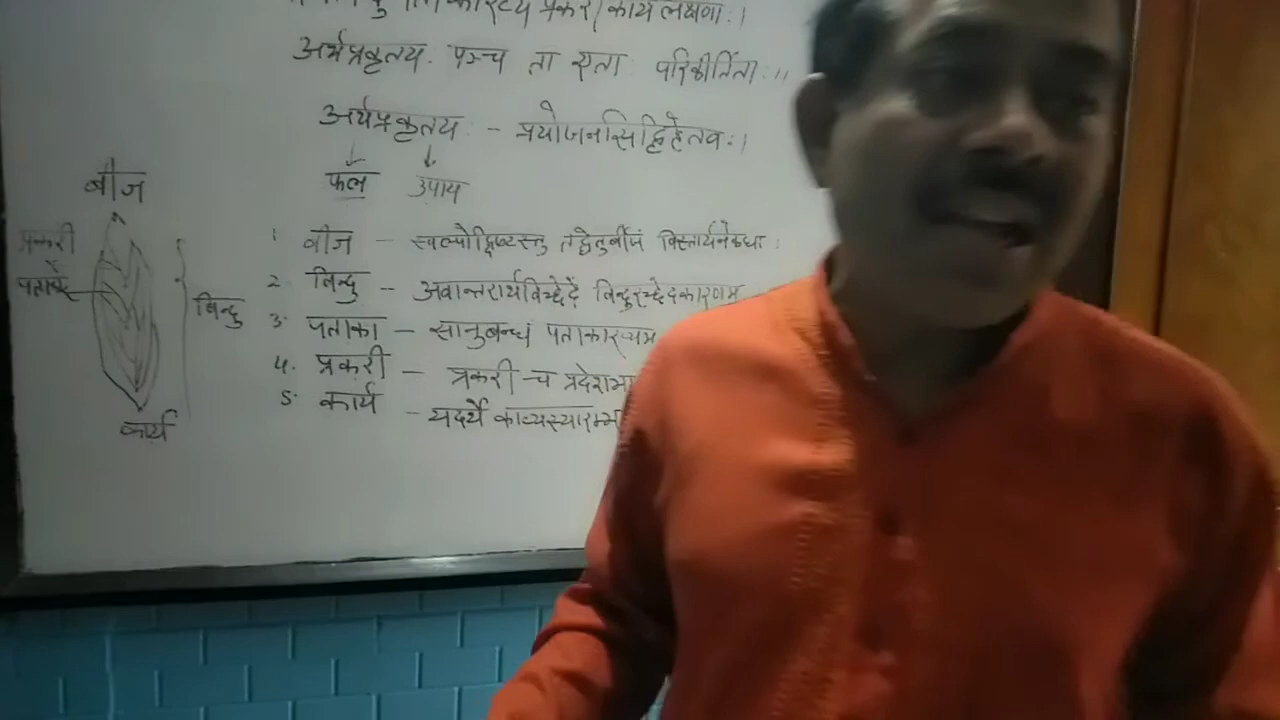 कार्य लक्षणाः।
अर्थप्रकृतयः पञ्च ता एताः परिकीर्तिताः॥
अर्थप्रकृतयः - प्रयोजनसिद्धिहेतवः।
फल उपाय
बीज
प्रकरी
पताका
बिन्दु
कार्य
1 बीज - स्वल्पोद्दिष्टस्तु तद्धेतुर्बीजं विस्तार्यनेकधा।
2. बिन्दु - अवान्तरार्थविच्छेदे बिन्दुरच्छेदकारणम्
3. पताका - सानुबन्धं पताकाख्यम
4. प्रकरी - प्रकरी च प्रदेशभा
5. कार्य - यदर्थं काव्यस्यारम्भ